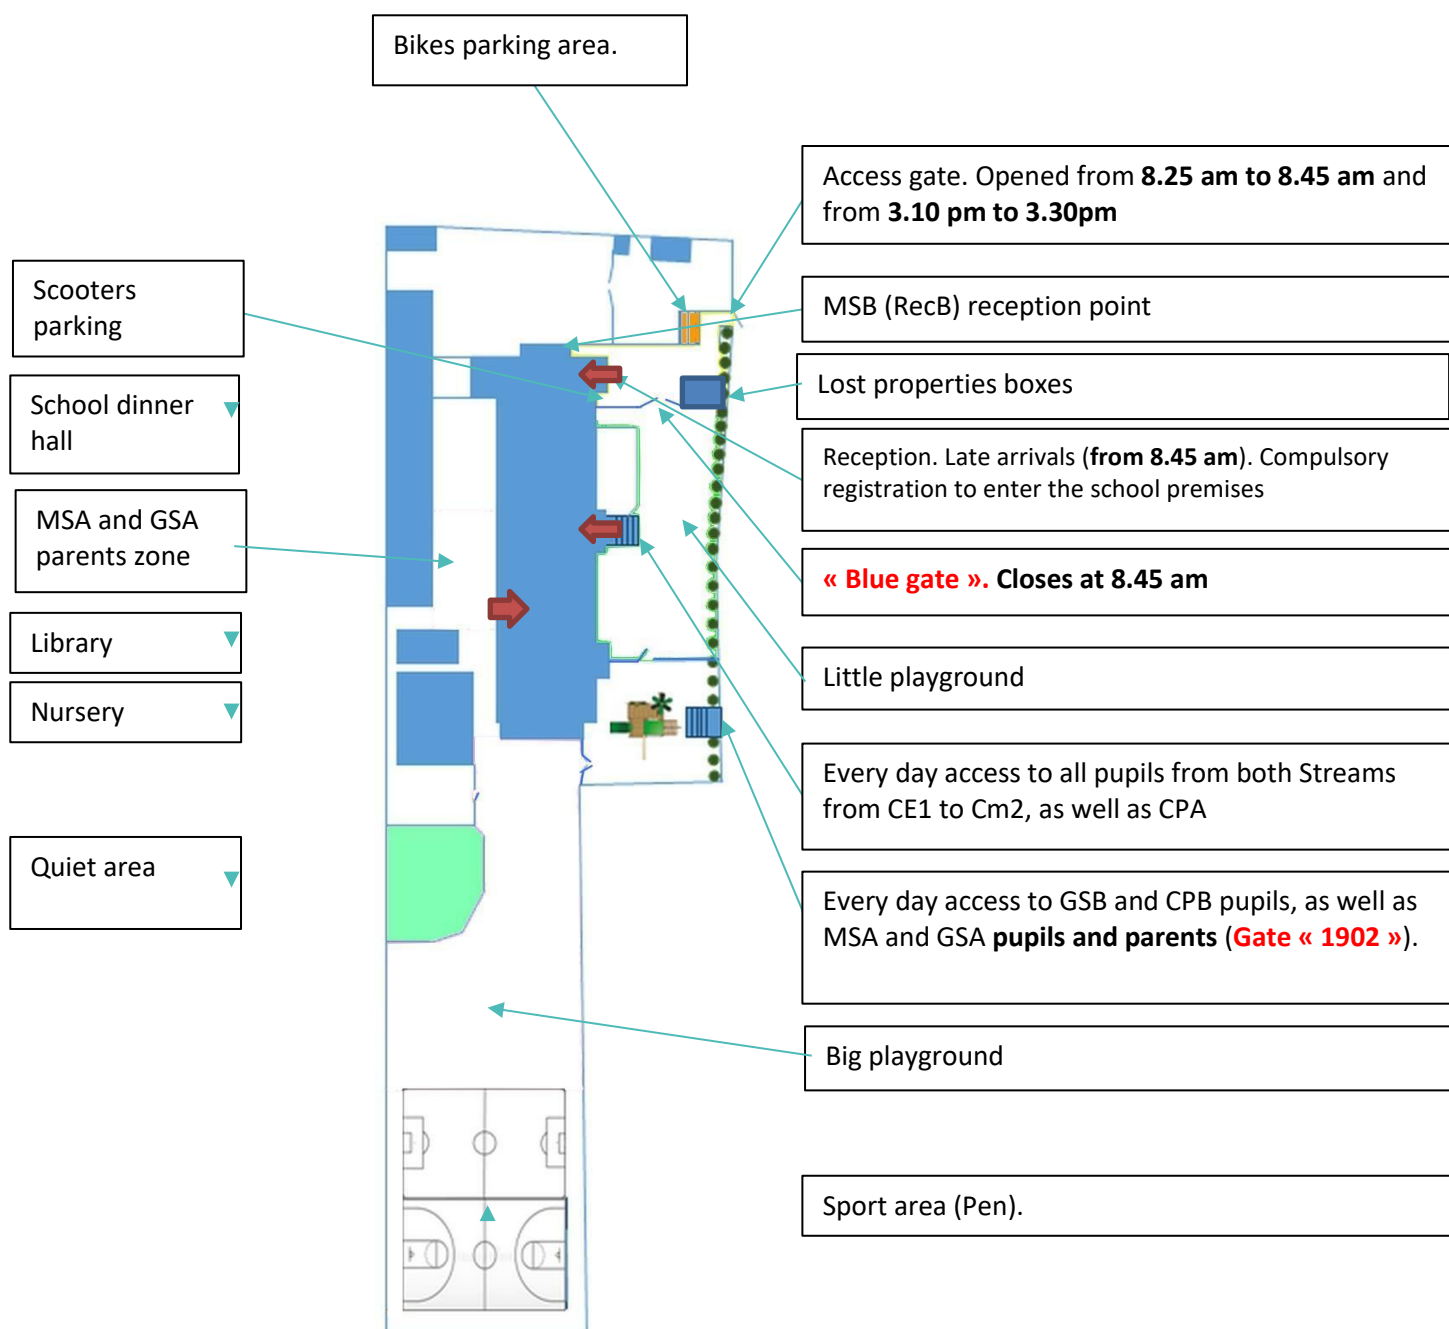 Bikes parking area.
Access gate. Opened from 8.25 am to 8.45 am and
from 3.10 pm to 3.30pm
Scooters
parking
MSB (RecB) reception point
Lost properties boxes
School dinner
hall
Reception. Late arrivals (from 8.45 am). Compulsory
registration to enter the school premises
MSA and GSA
parents zone
« Blue gate ». Closes at 8.45 am
Library
Little playground
Nursery
Every day access to all pupils from both Streams
from CE1 to Cm2, as well as CPA
Quiet area
Every day access to GSB and CPB pupils, as well as
MSA and GSA pupils and parents (Gate « 1902 »).
Big playground
Sport area (Pen).